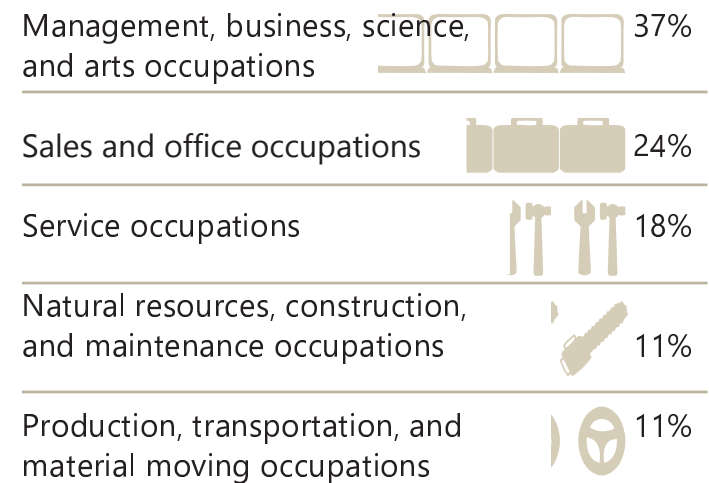 Management, business, science, 37%
and arts occupations
Sales and office occupations 24%
Service occupations 18%
Natural resources, construction,
and maintenance occupations 11%
Production, transportation, and 11%
material moving occupations